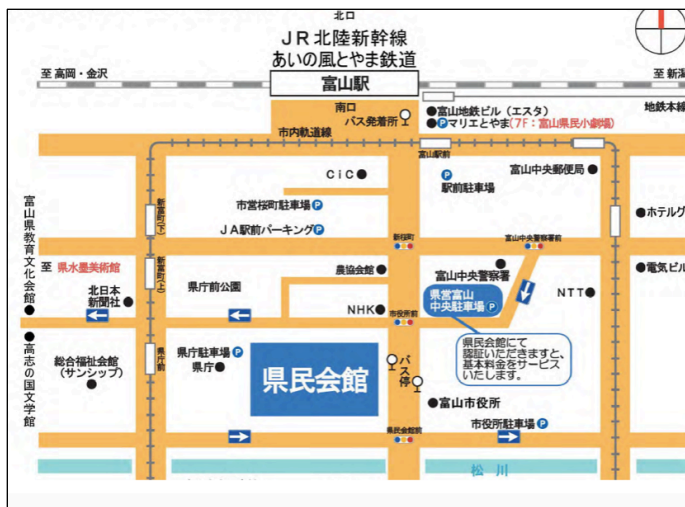 北口
JR北陸新幹線
あいの風とやま鉄道
富山駅
至 高岡・金沢
至 新潟
地鉄本線
南口
バス発着所
●富山地鉄ビル(エスタ)
●Ⓟマリエとやま(7F:富山県民小劇場)
市内軌道線
富山駅前
CiC●
Ⓟ
駅前駐車場
富山中央郵便局●
新富町(下)
市営桜町駐車場Ⓟ
JA駅前パーキングⓅ
新桜町
富山中央警察署前
●ホテルグ
富山県教育文化会館●
至 県水墨美術館
新富町(上)
県庁前公園
農協会館●
富山中央警察署
●電気ビル
北日本
新聞社●
NHK●
市役所前
県営富山
中央駐車場Ⓟ
NTT●
県民会館にて
認証いただきますと、
基本料金をサービス
いたします。
●高志の国文学館
総合福祉会館
(サンシップ)
県庁前
県庁駐車場Ⓟ
県庁●
県民会館
バス停
●富山市役所
県民会館前
市役所駐車場Ⓟ
松川